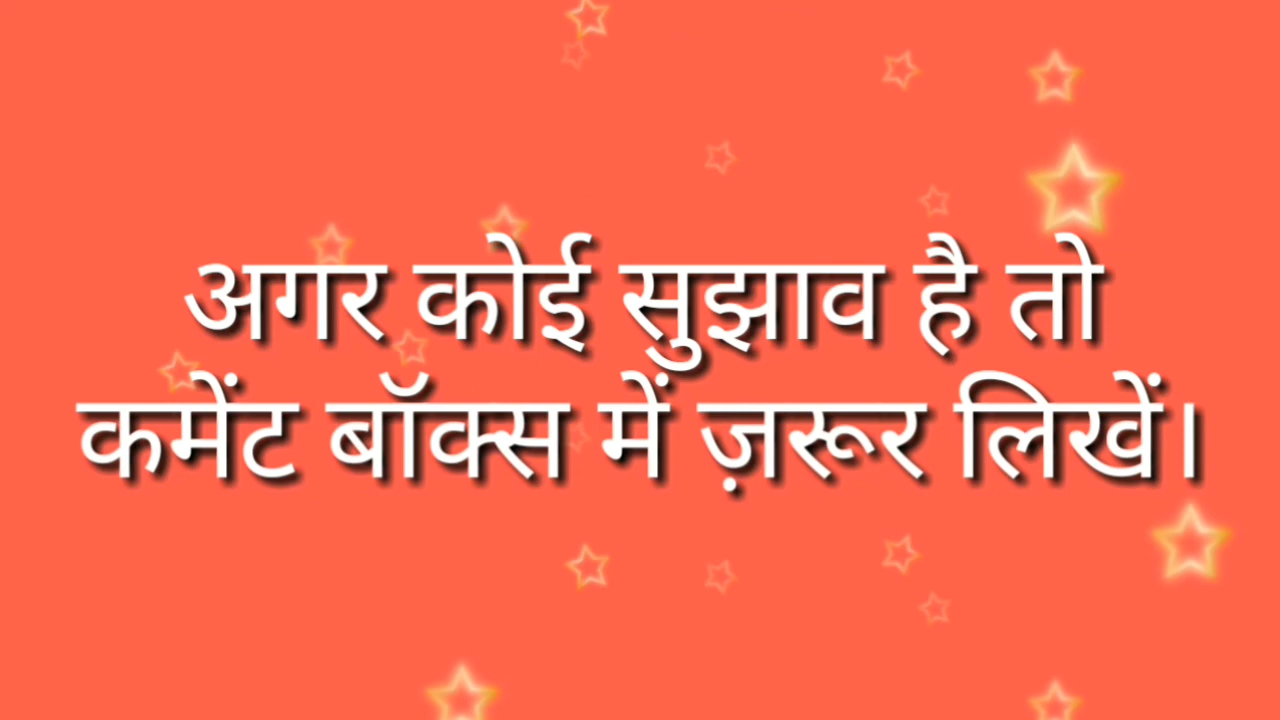 अगर कोई सुझाव है तो
कमेंट बॉक्स में ज़रूर लिखें।